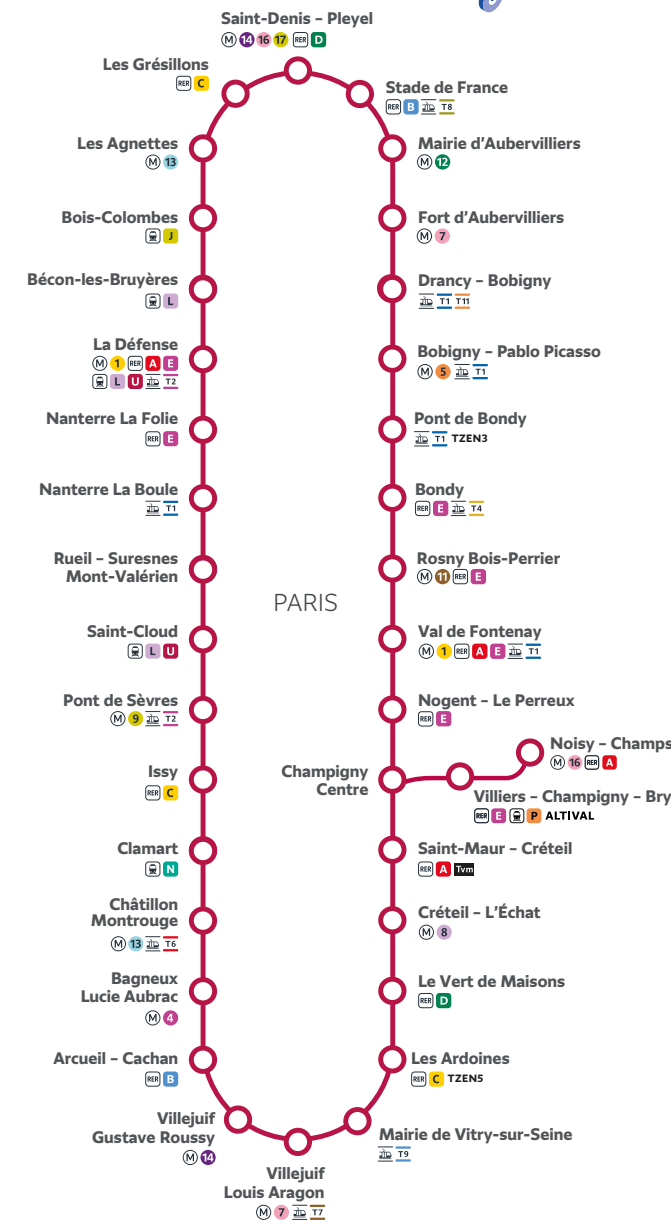 Saint-Denis – Pleyel
M 14 16 17 RER D
Les Grésillons
RER C
Stade de France
RER B T8
Les Agnettes
M 13
Mairie d'Aubervilliers
M 12
Bois-Colombes
J
Fort d'Aubervilliers
M 7
Bécon-les-Bruyères
L
Drancy – Bobigny
T1 T11
La Défense
M 1 RER A E
L U T2
Bobigny – Pablo Picasso
M 5 T1
Nanterre La Folie
RER E
Pont de Bondy
T1 TZEN3
Nanterre La Boule
T1
Bondy
RER E T4
Rueil – Suresnes
Mont-Valérien
Rosny Bois-Perrier
M 11 RER E
PARIS
Saint-Cloud
L U
Val de Fontenay
M 1 RER A E T1
Pont de Sèvres
M 9 T2
Nogent – Le Perreux
RER E
Issy
RER C
Champigny
Centre
Noisy – Champs
M 16 RER A
Villiers – Champigny – Bry
RER E P ALTIVAL
Clamart
N
Saint-Maur – Créteil
RER A Tvm
Châtillon
Montrouge
M 13 T6
Créteil – L'Échat
M 8
Bagneux
Lucie Aubrac
M 4
Le Vert de Maisons
RER D
Arcueil – Cachan
RER B
Les Ardoines
RER C TZEN5
Villejuif
Gustave Roussy
M 14
Mairie de Vitry-sur-Seine
T9
Villejuif
Louis Aragon
M 7 T7